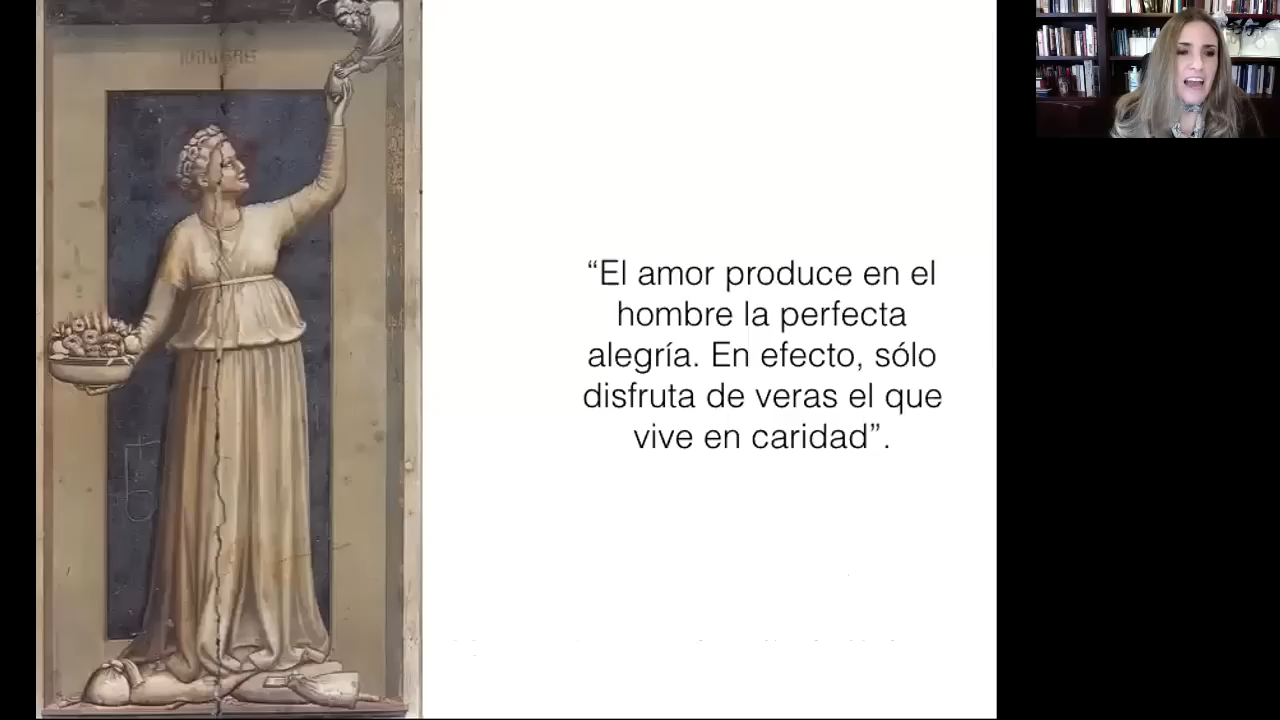 “El amor produce en el
hombre la perfecta
alegría. En efecto, sólo
disfruta de veras el que
vive en caridad”.